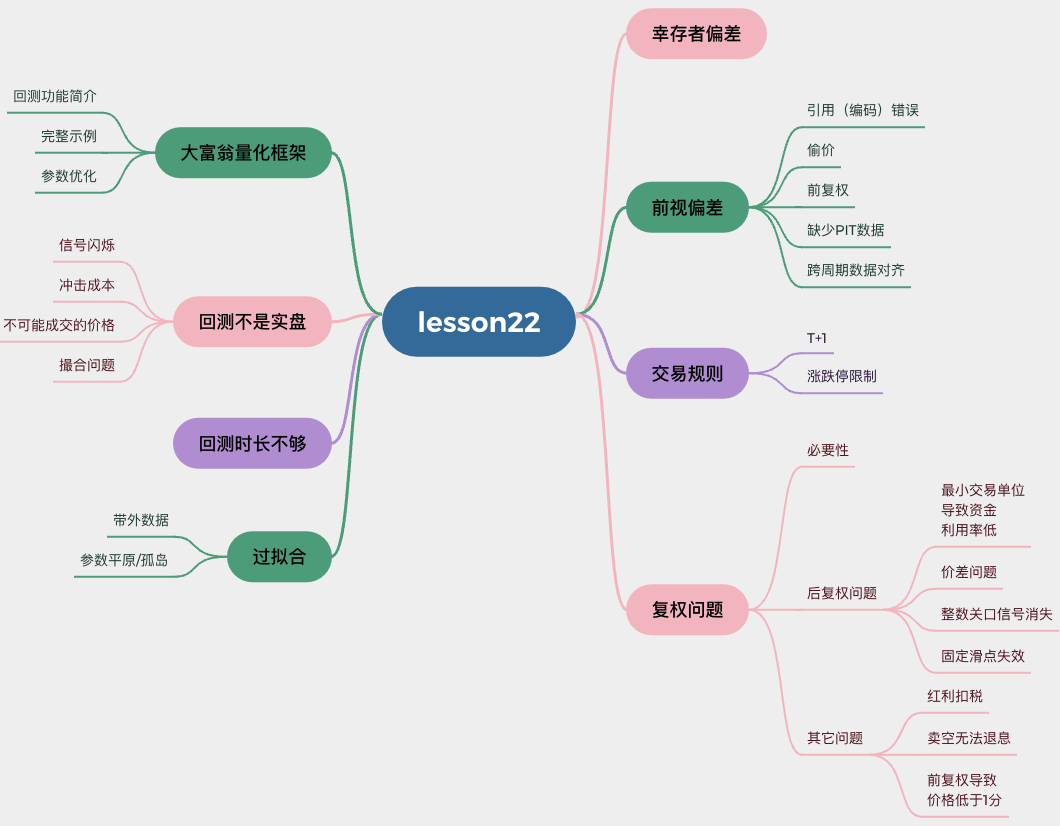 lesson22
幸存者偏差
前视偏差
引用（编码）错误
偷价
前复权
缺少PIT数据
跨周期数据对齐
交易规则
T+1
涨跌停限制
复权问题
必要性
后复权问题
最小交易单位
导致资金
利用率低
价差问题
整数关口信号消失
固定滑点失效
其它问题
红利扣税
卖空无法退息
前复权导致
价格低于1分
大富翁量化框架
回测功能简介
完整示例
参数优化
回测不是实盘
信号闪烁
冲击成本
不可能成交的价格
撮合问题
回测时长不够
过拟合
带外数据
参数平原/孤岛